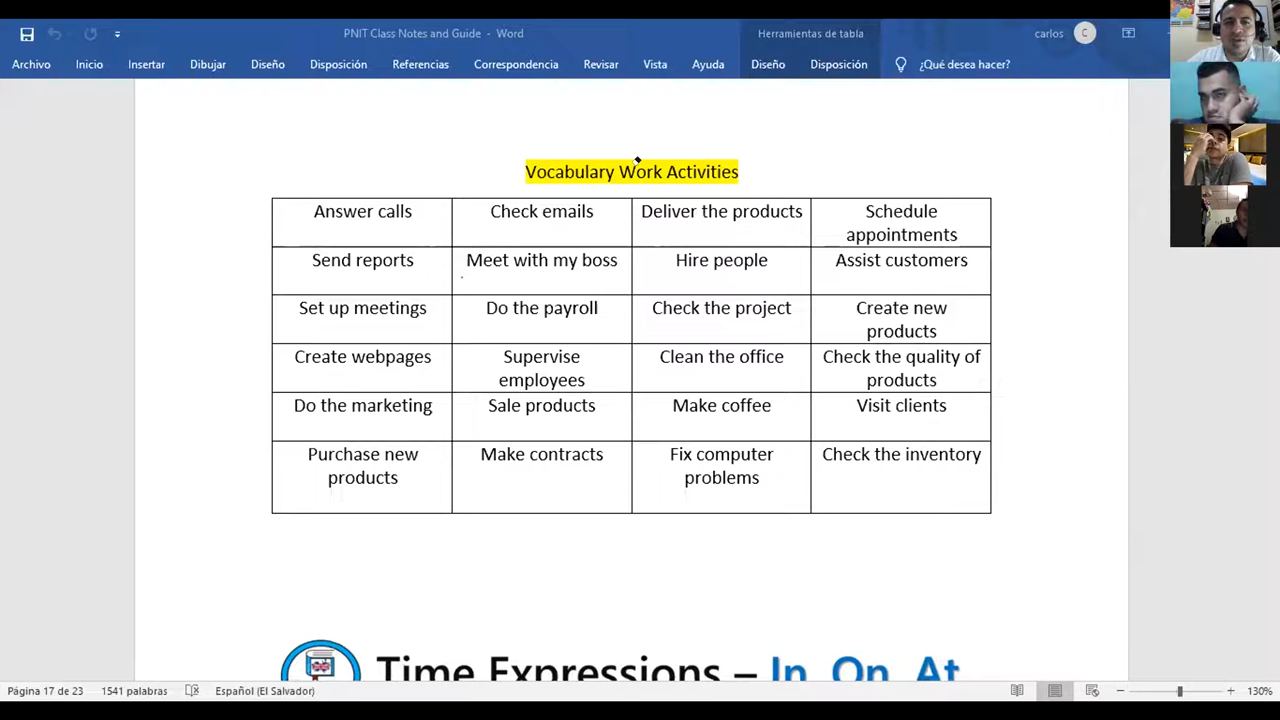 PNIT Class Notes and Guide - Word
Herramientas de tabla
carlos
C
Archivo Inicio Insertar Dibujar Diseño Disposición Referencias Correspondencia Revisar Vista Ayuda Diseño Disposición ¿Qué desea hacer?
Vocabulary Work Activities
Answer calls Check emails Deliver the products Schedule
appointments
Send reports Meet with my boss Hire people Assist customers
Set up meetings Do the payroll Check the project Create new
products
Create webpages Supervise Clean the office Check the quality of
employees products
Do the marketing Sale products Make coffee Visit clients
Purchase new Make contracts Fix computer Check the inventory
products problems
Time Expressions – In, On, At
Página 17 de 23 1541 palabras Español (El Salvador) 130%